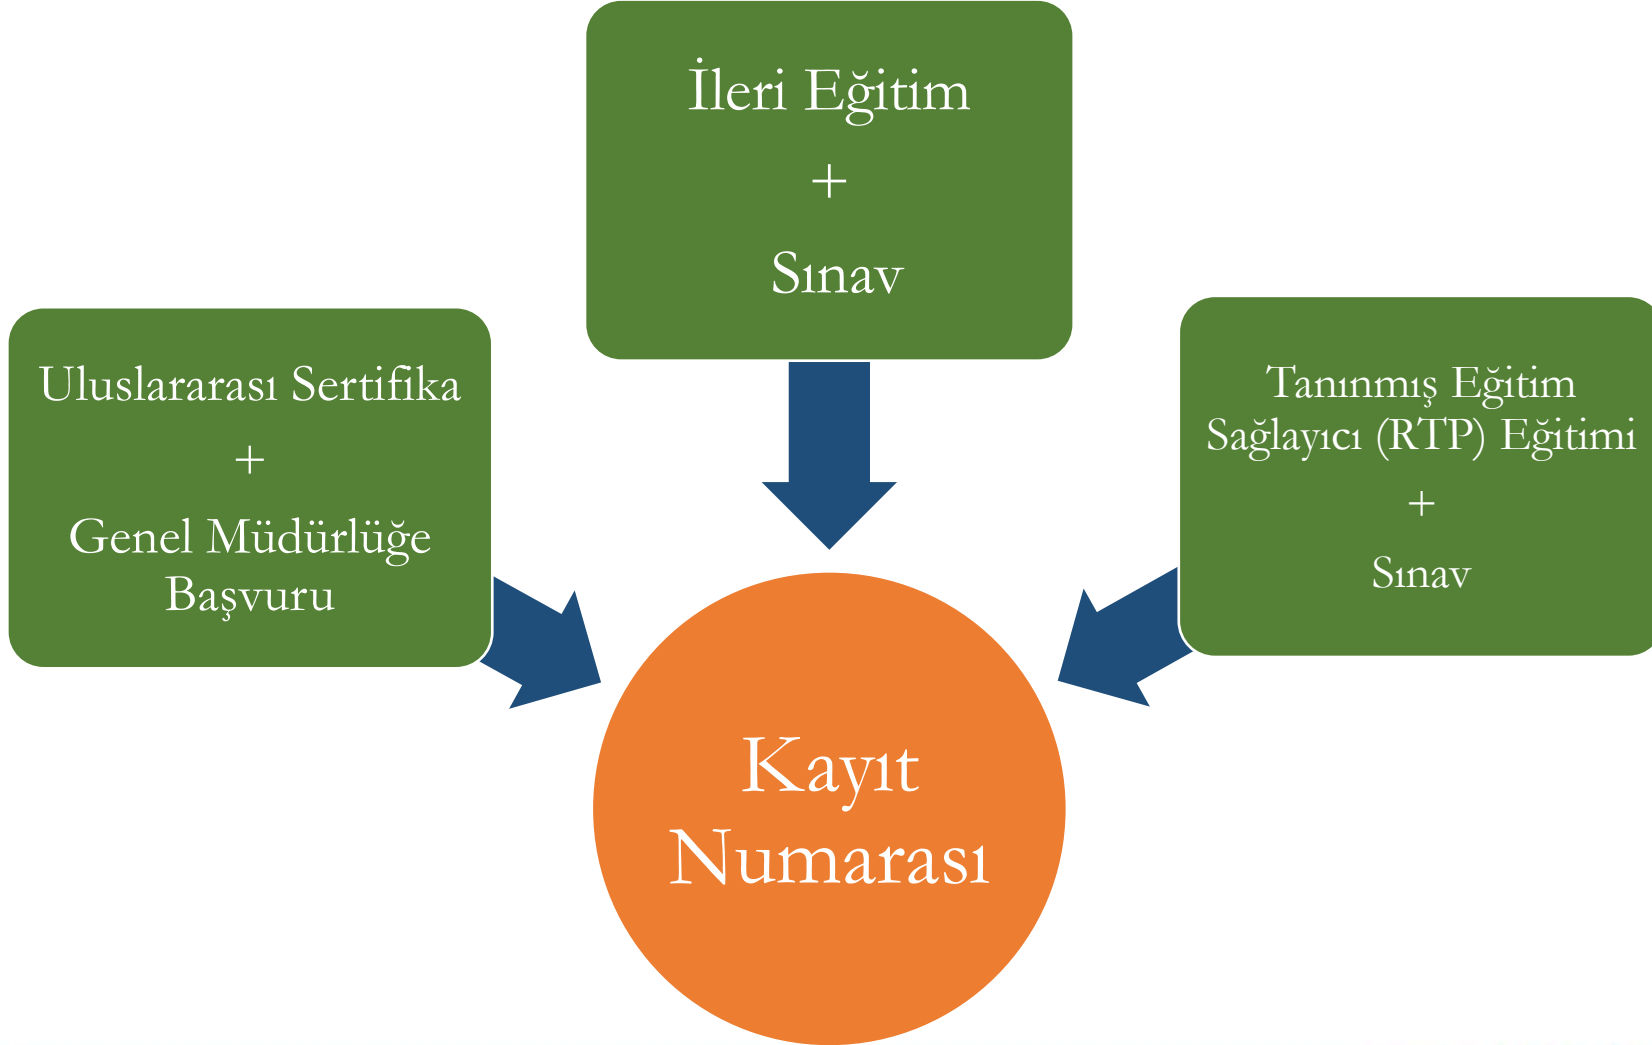 İleri Eğitim
+
Sınav
Uluslararası Sertifika
+
Genel Müdürlüğe
Başvuru
Tanınmış Eğitim
Sağlayıcı (RTP) Eğitimi
+
Sınav
Kayıt
Numarası